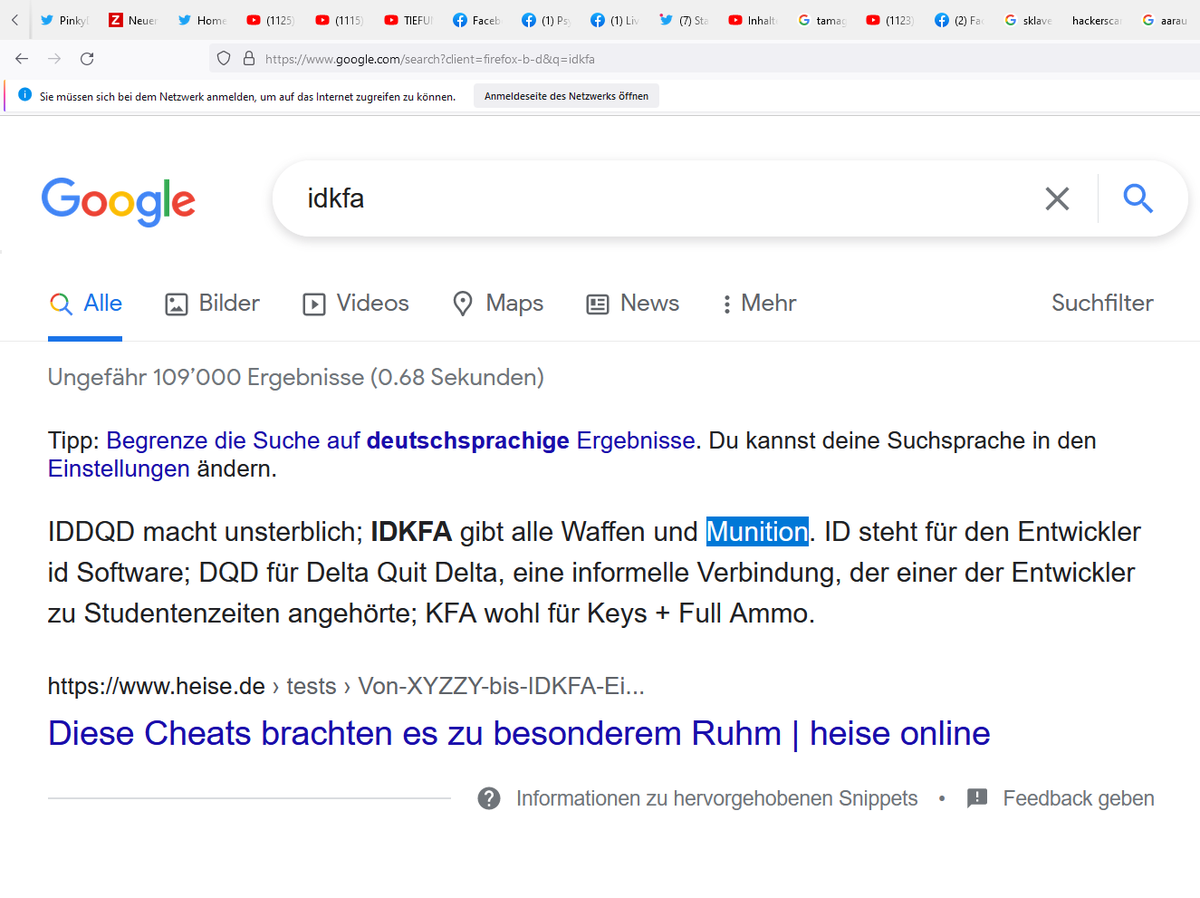 Pinky Neuer Home (1125) (1115) TIEFU Faceb (1) Psy (1) Liv (7) Sta Inhalt tamag (1123) (2) Fac sklave hackerscar aarau
https://www.google.com/search?client=firefox-b-d&q=idkfa
Sie müssen sich bei dem Netzwerk anmelden, um auf das Internet zugreifen zu können. Anmeldeseite des Netzwerks öffnen
Google idkfa
Alle Bilder Videos Maps News Mehr Suchfilter
Ungefähr 109’000 Ergebnisse (0.68 Sekunden)
Tipp: Begrenze die Suche auf deutschsprachige Ergebnisse. Du kannst deine Suchsprache in den
Einstellungen ändern.
IDDQD macht unsterblich; IDKFA gibt alle Waffen und Munition. ID steht für den Entwickler
id Software; DQD für Delta Quit Delta, eine informelle Verbindung, der einer der Entwickler
zu Studentenzeiten angehörte; KFA wohl für Keys + Full Ammo.
https://www.heise.de › tests › Von-XYZZY-bis-IDKFA-Ei...
Diese Cheats brachten es zu besonderem Ruhm | heise online
Informationen zu hervorgehobenen Snippets • Feedback geben